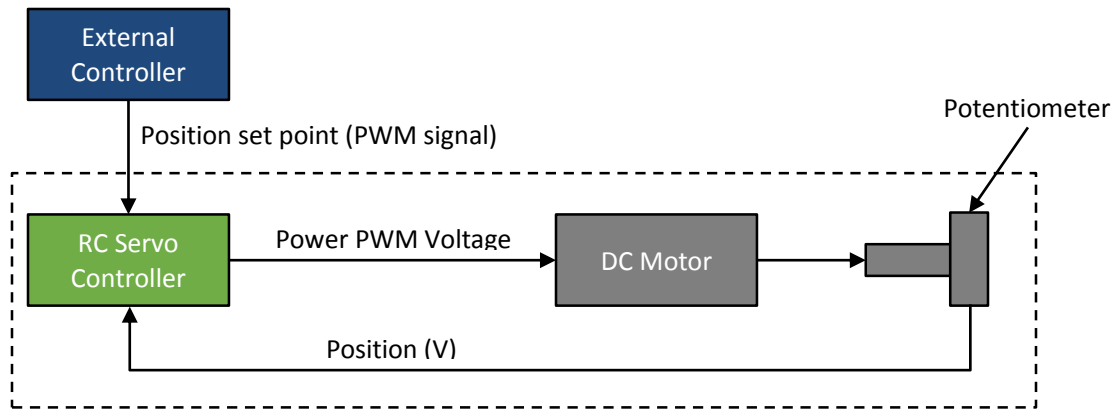 External
Controller
Potentiometer
Position set point (PWM signal)
RC Servo
Controller
Power PWM Voltage
DC Motor
Position (V)